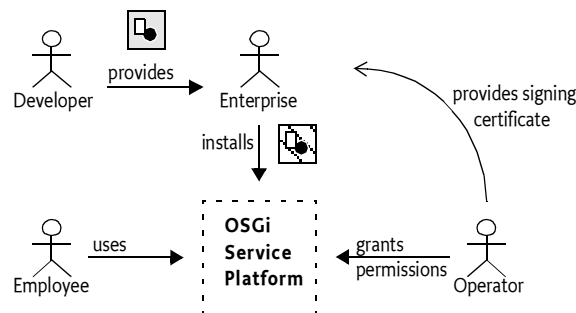 provides
Developer
Enterprise
provides signing
certificate
installs
OSGi
Service
Platform
uses
grants
permissions
Employee
Operator